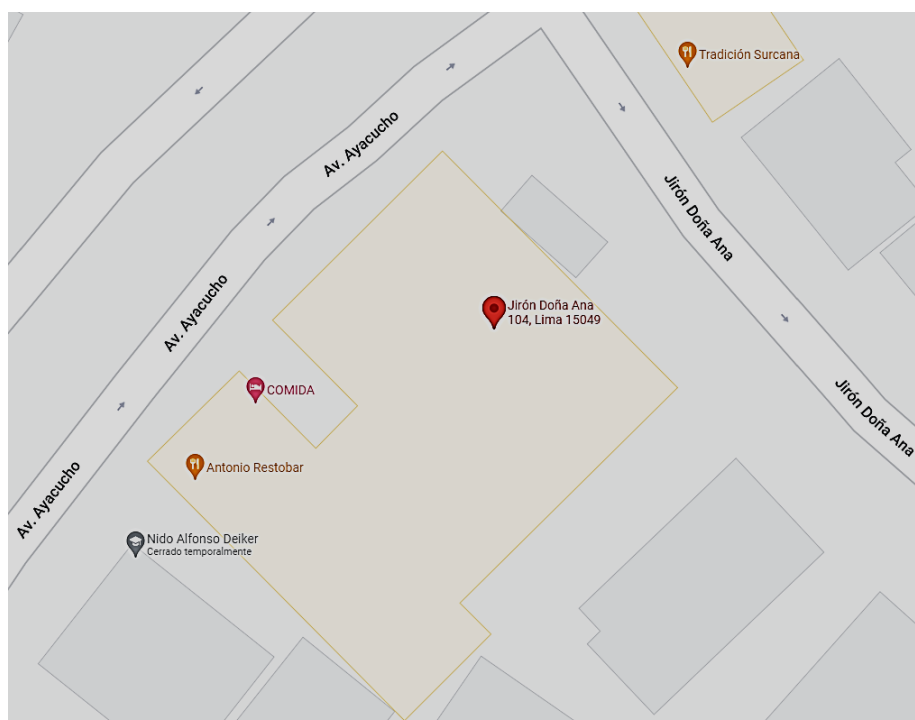 Tradición Surcana
Av. Ayacucho
Jirón Doña Ana
Jirón Doña Ana
104, Lima 15049
Av. Ayacucho
COMIDA
Jirón Doña Ana
Antonio Restobar
Av. Ayacucho
Nido Alfonso Deiker
Cerrado temporalmente